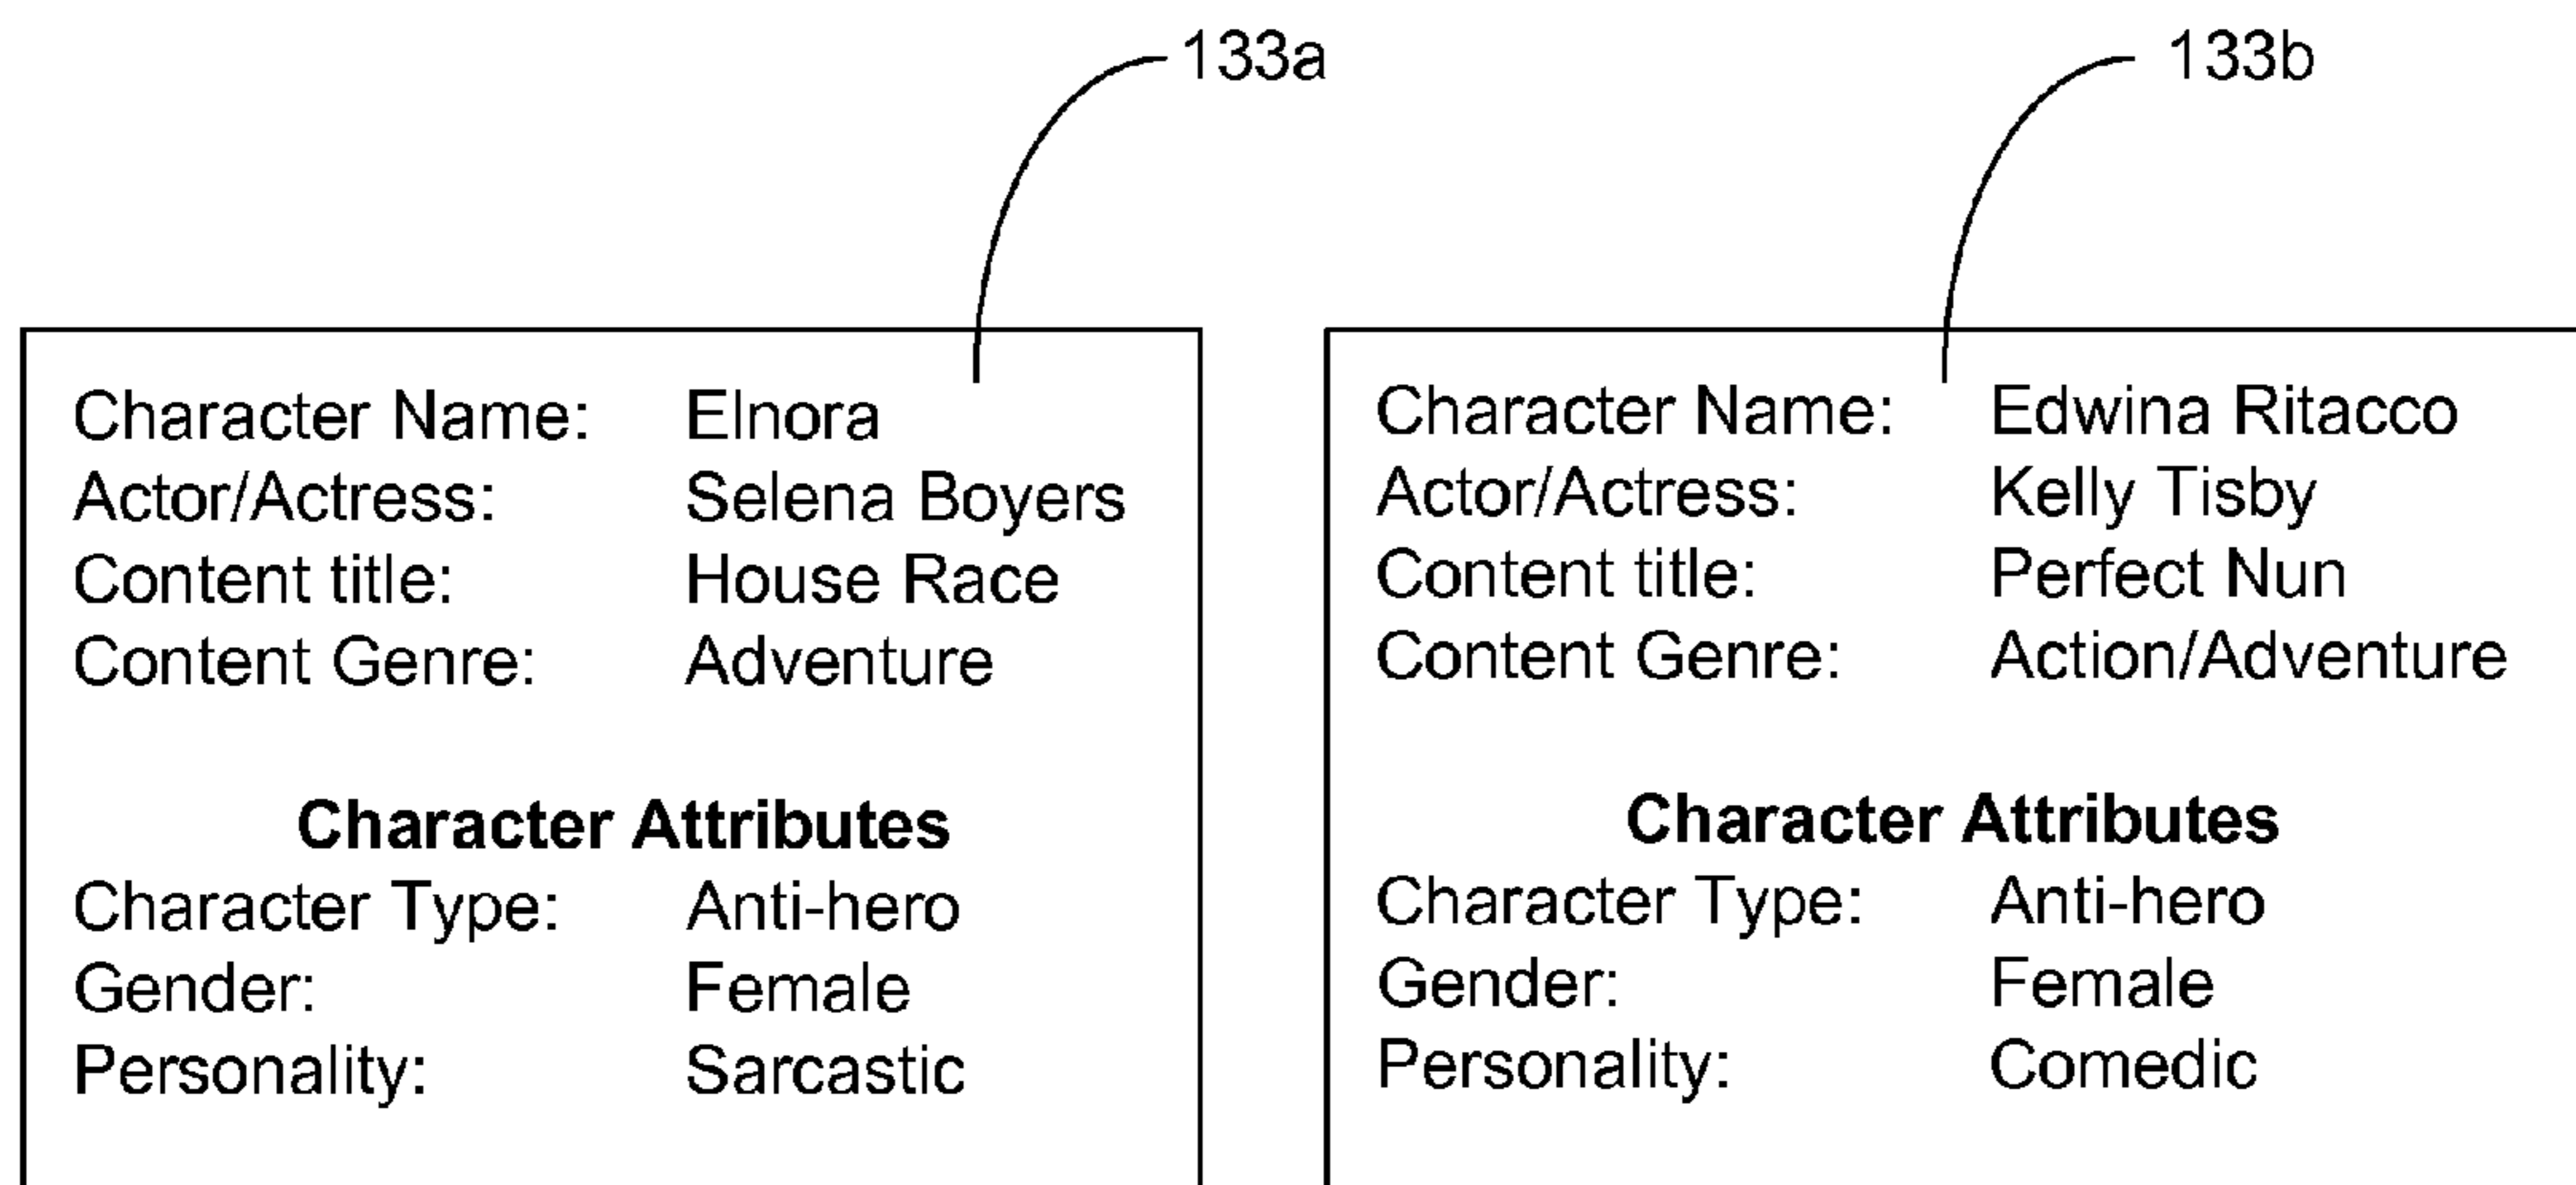 133a
133b
Character Name: Elnora
Actor/Actress: Selena Boyers
Content title: House Race
Content Genre: Adventure
Character Attributes
Character Type: Anti-hero
Gender: Female
Personality: Sarcastic
Character Name: Edwina Ritacco
Actor/Actress: Kelly Tisby
Content title: Perfect Nun
Content Genre: Action/Adventure
Character Attributes
Character Type: Anti-hero
Gender: Female
Personality: Comedic